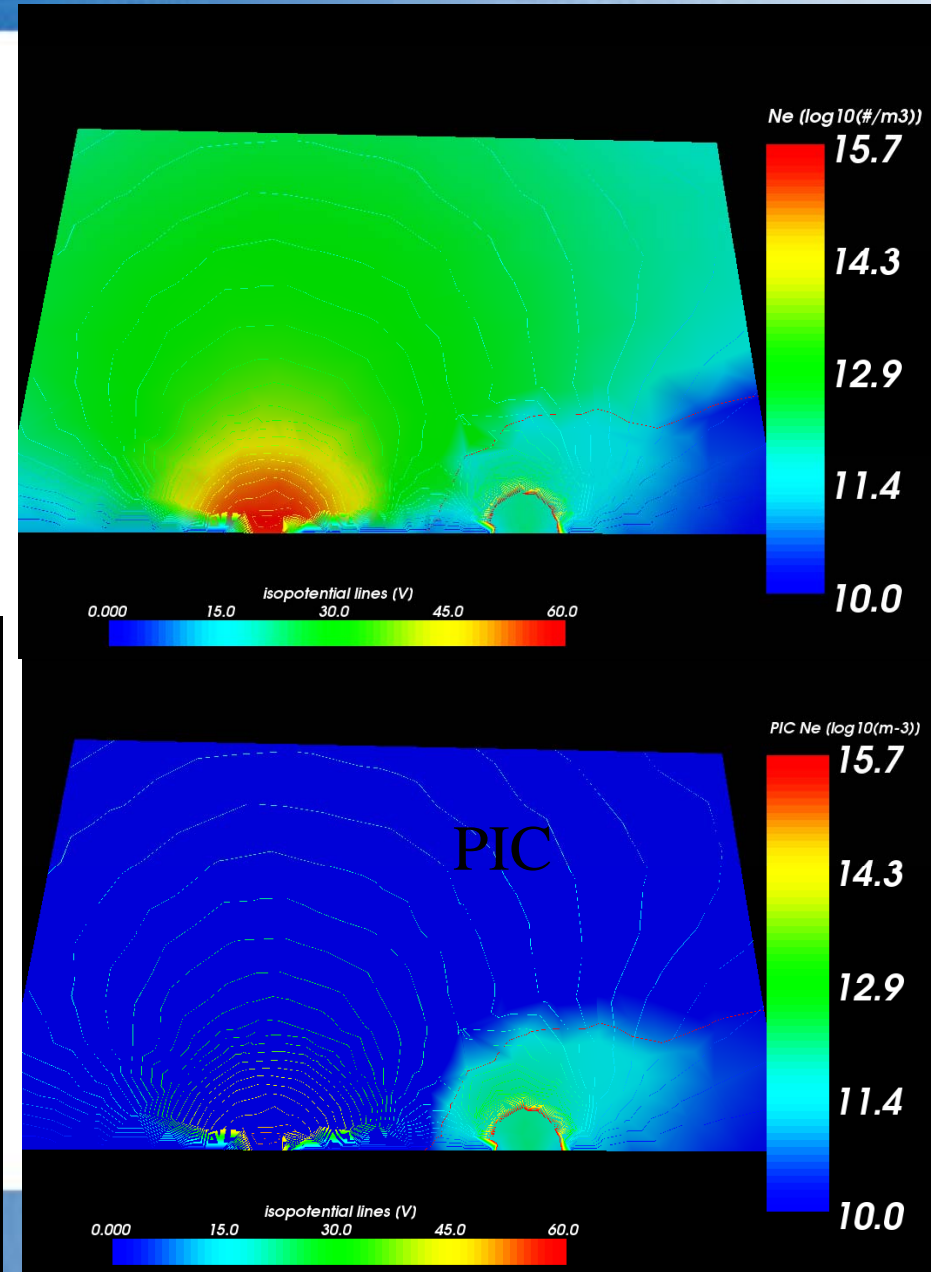 Ne (log10(#/m3))
15.7
14.3
12.9
11.4
10.0
isopotential lines (V)
0.000 15.0 30.0 45.0 60.0
PIC Ne (log10(m-3))
15.7
14.3
PIC
12.9
11.4
10.0
isopotential lines (V)
0.000 15.0 30.0 45.0 60.0